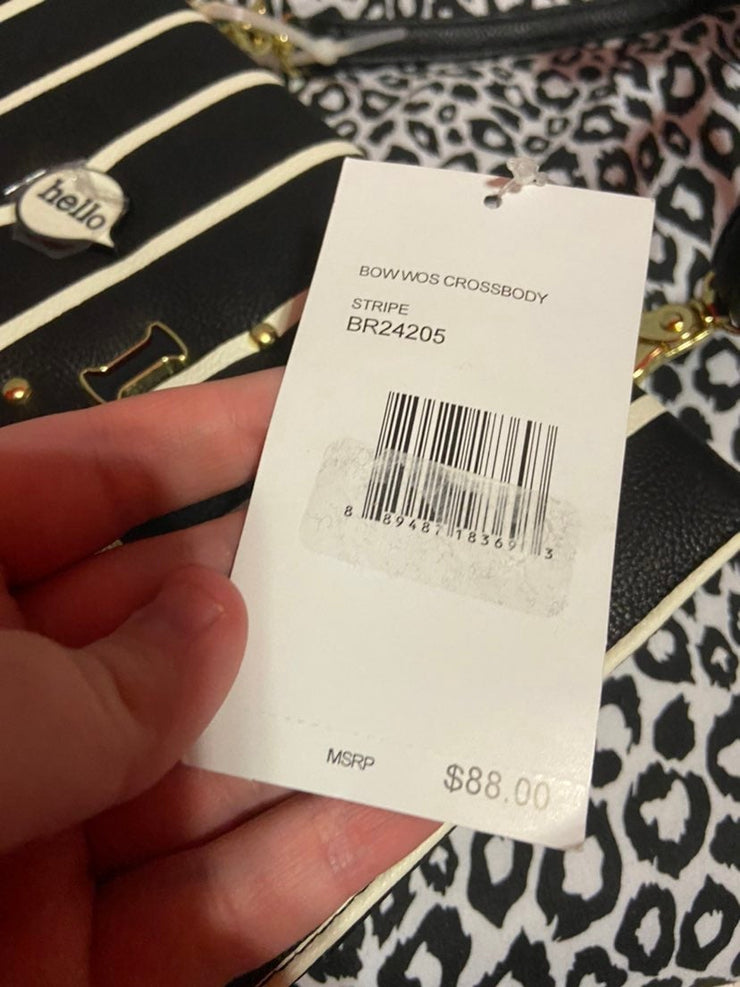 hello
BOW WOS CROSSBODY
STRIPE
BR24205
8 89487 18369 3
MSRP $88.00